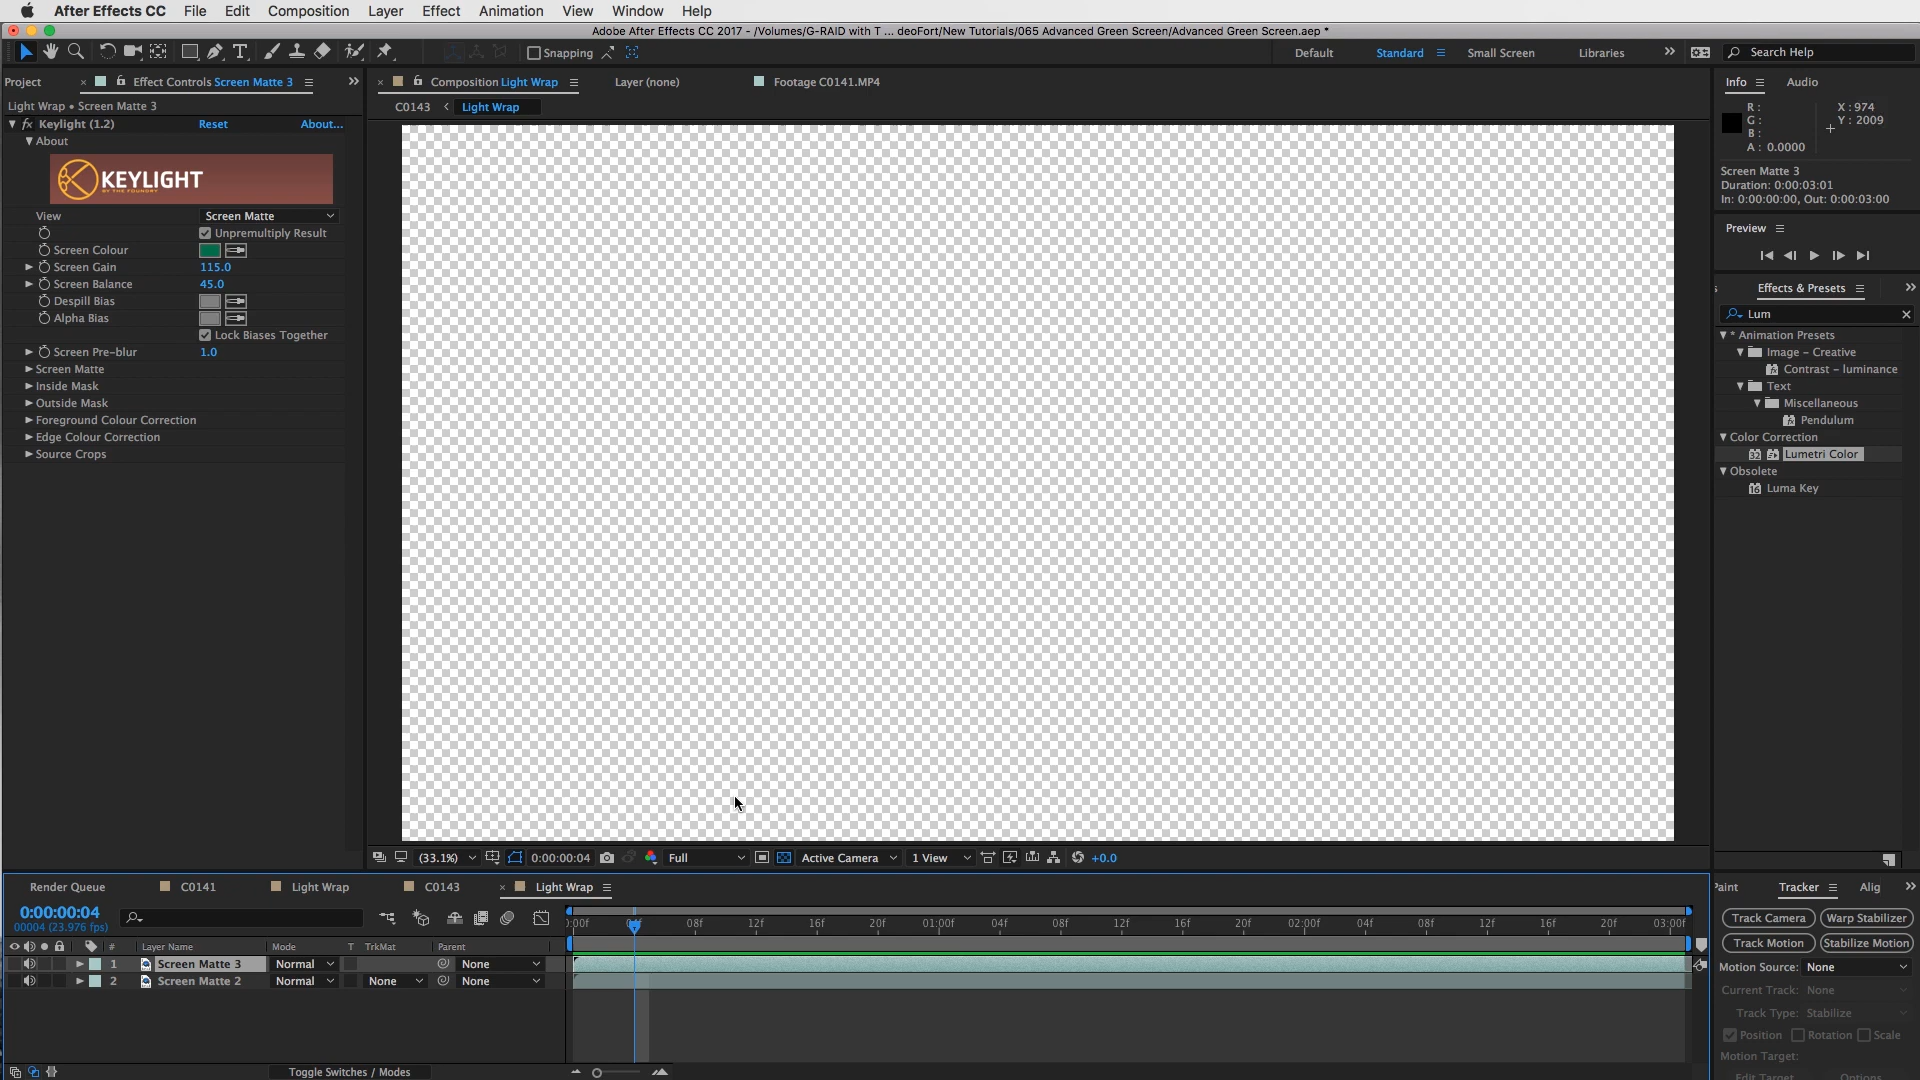 After Effects CC File Edit Composition Layer Effect Animation View Window Help
Adobe After Effects CC 2017 - /Volumes/G-RAID with T ... deoFort/New Tutorials/065 Advanced Green Screen/Advanced Green Screen.aep *
Snapping Default Standard Small Screen Libraries Search Help
Project Effect Controls Screen Matte 3
Composition Light Wrap Layer (none) Footage C0141.MP4
Info Audio
Light Wrap • Screen Matte 3
C0143 Light Wrap
R: X : 974
G: Y : 2009
B:
A: 0.0000
Keylight (1.2) Reset About...
About
KEYLIGHT
BY THE FOUNDRY
View Screen Matte
Unpremultiply Result
Screen Colour
Screen Gain 115.0
Screen Balance 45.0
Despill Bias
Alpha Bias
Lock Biases Together
Screen Pre-blur 1.0
Screen Matte
Inside Mask
Outside Mask
Foreground Colour Correction
Edge Colour Correction
Source Crops
Screen Matte 3
Duration: 0:00:03:01
In: 0:00:00:00, Out: 0:00:03:00
Preview
Effects & Presets
Lum
* Animation Presets
Image - Creative
Contrast - luminance
Text
Miscellaneous
Pendulum
Color Correction
Lumetri Color
Obsolete
Luma Key
(33.1%) 0:00:00:04 Full Active Camera 1 View +0.0
Render Queue C0141 Light Wrap C0143 Light Wrap
0:00:00:04
00004 (23.976 fps)
08f 12f 16f 20f 01:00f 04f 08f 12f 16f 20f 02:00f 04f 08f 12f 16f 20f 03:00f
# Layer Name Mode T TrkMat Parent
1 Screen Matte 3 Normal None
2 Screen Matte 2 Normal None None
Toggle Switches / Modes
Paint Tracker Alig
Track Camera Warp Stabilizer
Track Motion Stabilize Motion
Motion Source: None
Current Track: None
Track Type: Stabilize
Position Rotation Scale
Motion Target:
Edit Target... Options...